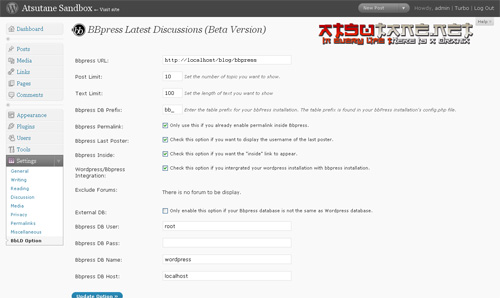 Atsutane Sandbox ← Visit site
New Post
Howdy, admin | Turbo | Log Out
ATSUTANE.NET
Dashboard
Posts
Media
Links
Pages
Comments
Appearance
Plugins
Users
Tools
Settings
General
Writing
Reading
Discussion
Media
Privacy
Permalinks
Miscellaneous
BbLD Option
BBpress Latest Discussions (Beta Version)
Bbpress URL: http://localhost/blog/bbpress
Post Limit: 10 Set the number of topic you want to show.
Text Limit: 100 Set the length of text you want to show
Bbpress DB Prefix: bb_ Enter the table prefix for your bbPress installation. The table prefix is found in your bbPress installation's config.php file.
Bbpress Permalink: Only use this if you already enable permalink inside Bbpress.
Bbpress Last Poster: Check this option if you want to display the username of the last poster.
Bbpress Inside: Check this option if you want the "inside" link to appear.
Wordpress/Bbpress Integration: Check this option if you intergrated your wordpress installation with bbpress installation.
Exclude Forums: There is no forum to be display.
External DB: Only enable this option if your Bbpress database is not the same as Wordpress database.
Bbpress DB User: root
Bbpress DB Pass:
Bbpress DB Name: wordpress
Bbpress DB Host: localhost
Update Option »